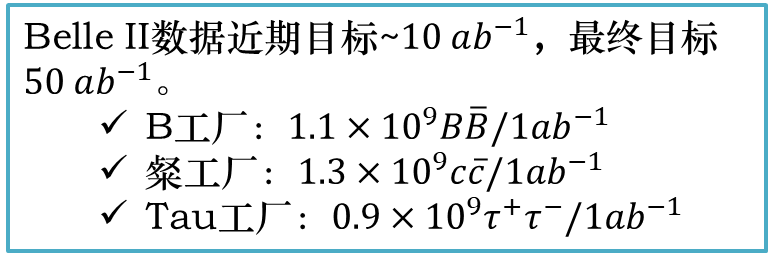 Belle II数据近期目标~10 ab⁻¹，最终目标
50 ab⁻¹。
✓ B工厂：1.1 × 10⁹BB̄/1ab⁻¹
✓ 粲工厂：1.3 × 10⁹cc̄/1ab⁻¹
✓ Tau工厂：0.9 × 10⁹τ⁺τ⁻/1ab⁻¹